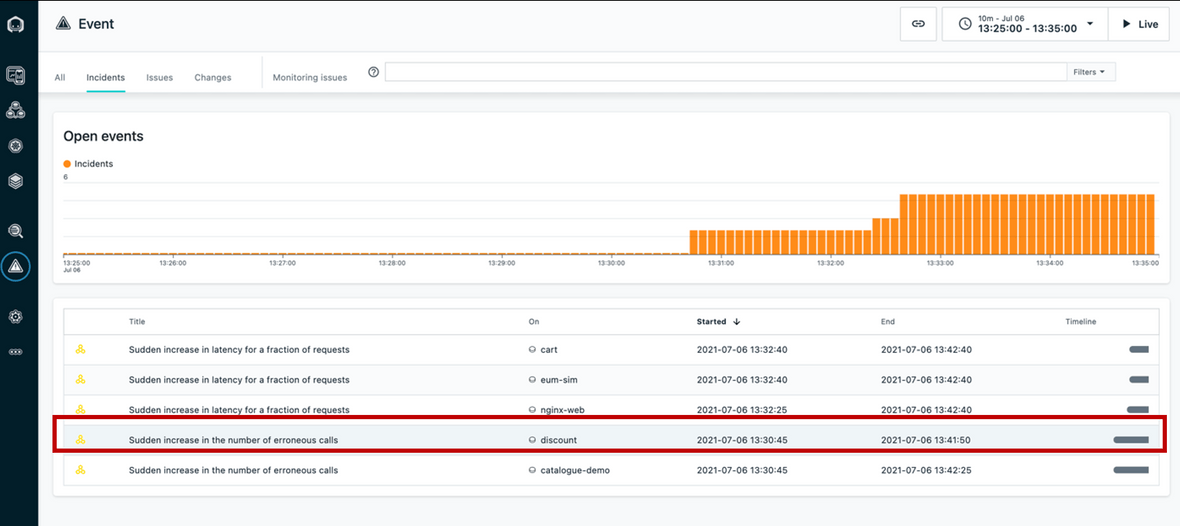 Event
10m - Jul 06
13:25:00 - 13:35:00
Live
All Incidents Issues Changes Monitoring issues Filters
Open events
Incidents
6
13:25:00 13:26:00 13:27:00 13:28:00 13:29:00 13:30:00 13:31:00 13:32:00 13:33:00 13:34:00 13:35:00
Jul 06
Title On Started End Timeline
Sudden increase in latency for a fraction of requests cart 2021-07-06 13:32:40 2021-07-06 13:42:40
Sudden increase in latency for a fraction of requests eum-sim 2021-07-06 13:32:40 2021-07-06 13:42:40
Sudden increase in latency for a fraction of requests nginx-web 2021-07-06 13:32:25 2021-07-06 13:42:40
Sudden increase in the number of erroneous calls discount 2021-07-06 13:30:45 2021-07-06 13:41:50
Sudden increase in the number of erroneous calls catalogue-demo 2021-07-06 13:30:45 2021-07-06 13:42:25